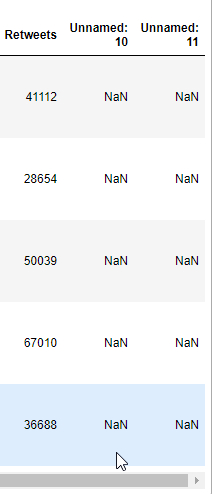 Retweets Unnamed: 10 Unnamed: 11
41112 NaN NaN
28654 NaN NaN
50039 NaN NaN
67010 NaN NaN
36688 NaN NaN